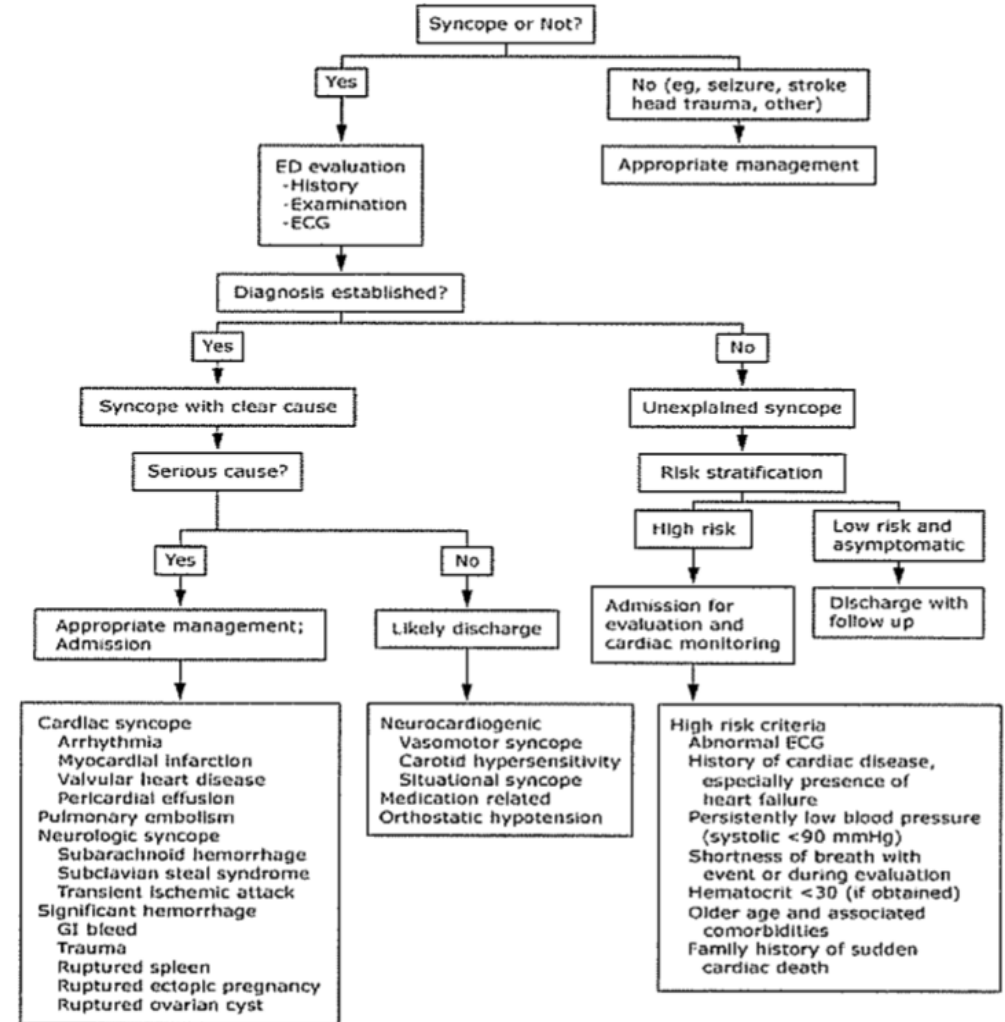 Syncope or Not?
Yes
No (eg, seizure, stroke
head trauma, other)
Appropriate management
ED evaluation
-History
-Examination
-ECG
Diagnosis established?
Yes
No
Syncope with clear cause
Unexplained syncope
Serious cause?
Risk stratification
High risk
Low risk and
asymptomatic
Yes
No
Appropriate management;
Admission
Likely discharge
Admission for
evaluation and
cardiac monitoring
Discharge with
follow up
Cardiac syncope
Arrhythmia
Myocardial infarction
Valvular heart disease
Pericardial effusion
Pulmonary embolism
Neurologic syncope
Subarachnoid hemorrhage
Subclavian steal syndrome
Transient ischemic attack
Significant hemorrhage
GI bleed
Trauma
Ruptured spleen
Ruptured ectopic pregnancy
Ruptured ovarian cyst
Neurocardiogenic
Vasomotor syncope
Carotid hypersensitivity
Situational syncope
Medication related
Orthostatic hypotension
High risk criteria
Abnormal ECG
History of cardiac disease,
especially presence of
heart failure
Persistently low blood pressure
(systolic <90 mmHg)
Shortness of breath with
event or during evaluation
Hematocrit <30 (if obtained)
Older age and associated
comorbidities
Family history of sudden
cardiac death